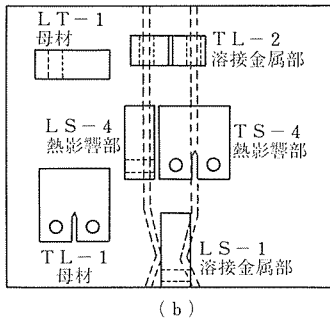 LT-1
母材
TL-2
溶接金属部
LS-4
熱影響部
TS-4
熱影響部
TL-1
母材
LS-1
溶接金属部
(b)